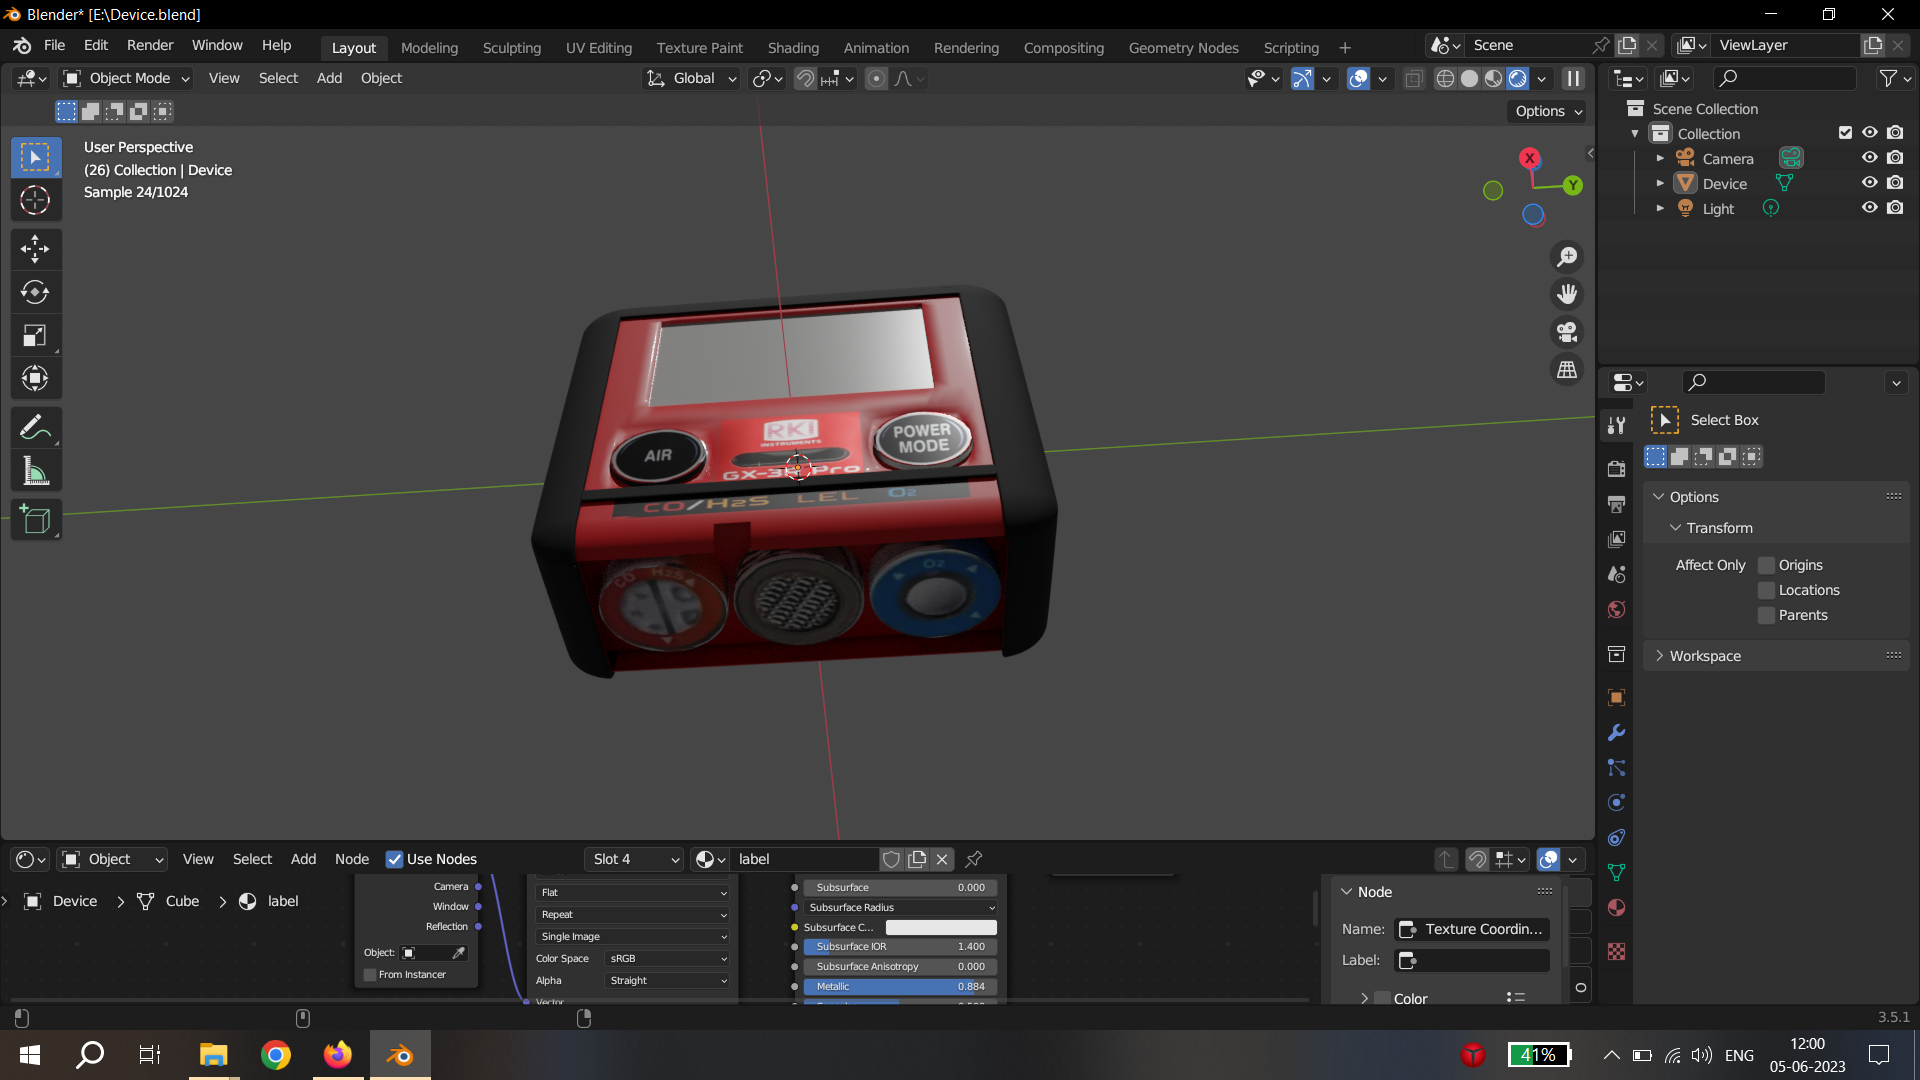 Blender* [E:\Device.blend]
File Edit Render Window Help
Layout Modeling Sculpting UV Editing Texture Paint Shading Animation Rendering Compositing Geometry Nodes Scripting
Scene
ViewLayer
Object Mode View Select Add Object
Global
Options
User Perspective
(26) Collection | Device
Sample 24/1024
X
Y
Scene Collection
Collection
Camera
Device
Light
RKI
INSTRUMENTS
AIR
POWER
MODE
CO/H2S LEL O2
CO H2S
O2
Select Box
Options
Transform
Affect Only Origins
Locations
Parents
Workspace
Object View Select Add Node Use Nodes Slot 4 label
Device Cube label
Camera
Window
Reflection
Object:
From Instancer
Flat
Repeat
Single Image
Color Space sRGB
Alpha Straight
Vector
Subsurface 0.000
Subsurface Radius
Subsurface C...
Subsurface IOR 1.400
Subsurface Anisotropy 0.000
Metallic 0.884
Node
Name: Texture Coordin...
Label:
Color
3.5.1
41%
ENG
12:00
05-06-2023